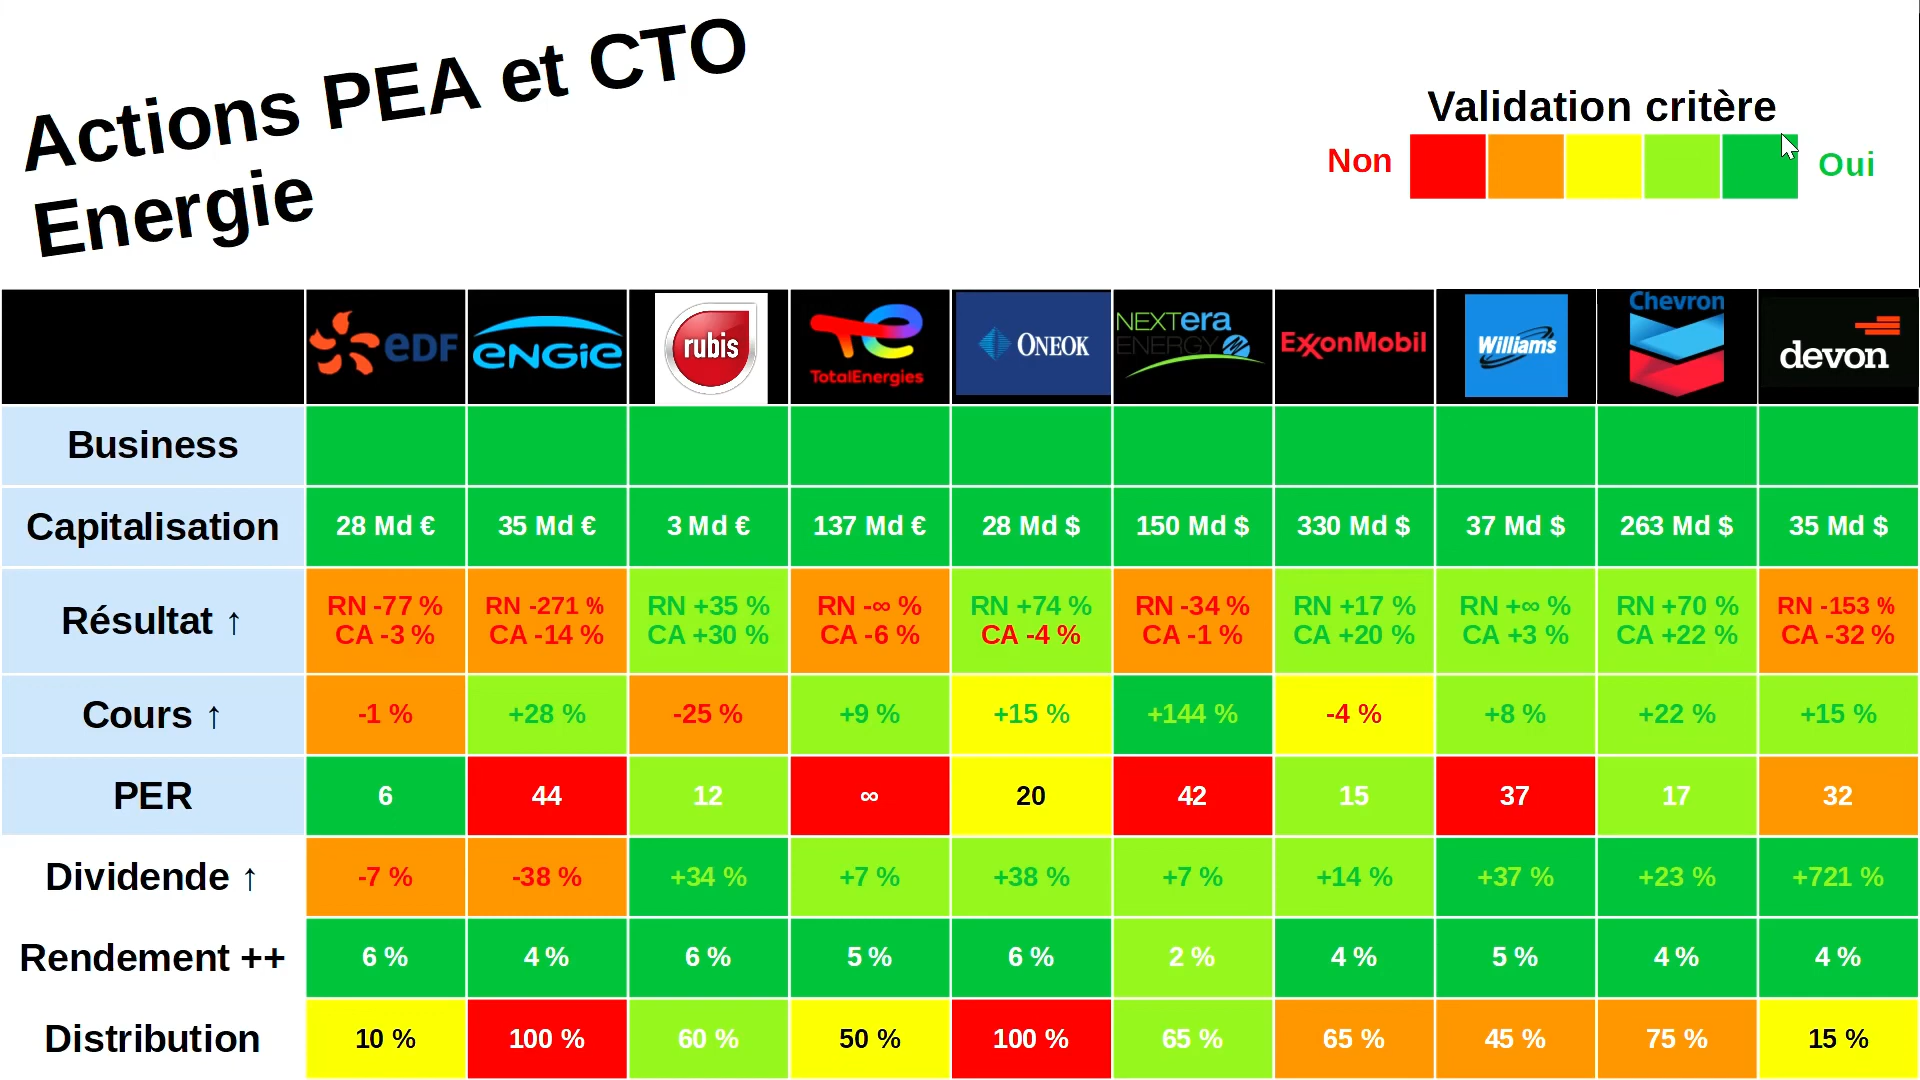 Actions PEA et CTO
Energie
Validation critère
Non
Oui
EDF
ENGIE
rubis
TotalEnergies
ONEOK
NEXTera
ENERGY
ExxonMobil
Williams
Chevron
devon
Business
Capitalisation
28 Md €
35 Md €
3 Md €
137 Md €
28 Md $
150 Md $
330 Md $
37 Md $
263 Md $
35 Md $
Résultat ↑
RN -77 %
CA -3 %
RN -271 %
CA -14 %
RN +35 %
CA +30 %
RN -∞ %
CA -6 %
RN +74 %
CA -4 %
RN -34 %
CA -1 %
RN +17 %
CA +20 %
RN +∞ %
CA +3 %
RN +70 %
CA +22 %
RN -153 %
CA -32 %
Cours ↑
-1 %
+28 %
-25 %
+9 %
+15 %
+144 %
-4 %
+8 %
+22 %
+15 %
PER
6
44
12
∞
20
42
15
37
17
32
Dividende ↑
-7 %
-38 %
+34 %
+7 %
+38 %
+7 %
+14 %
+37 %
+23 %
+721 %
Rendement ++
6 %
4 %
6 %
5 %
6 %
2 %
4 %
5 %
4 %
4 %
Distribution
10 %
100 %
60 %
50 %
100 %
65 %
65 %
45 %
75 %
15 %